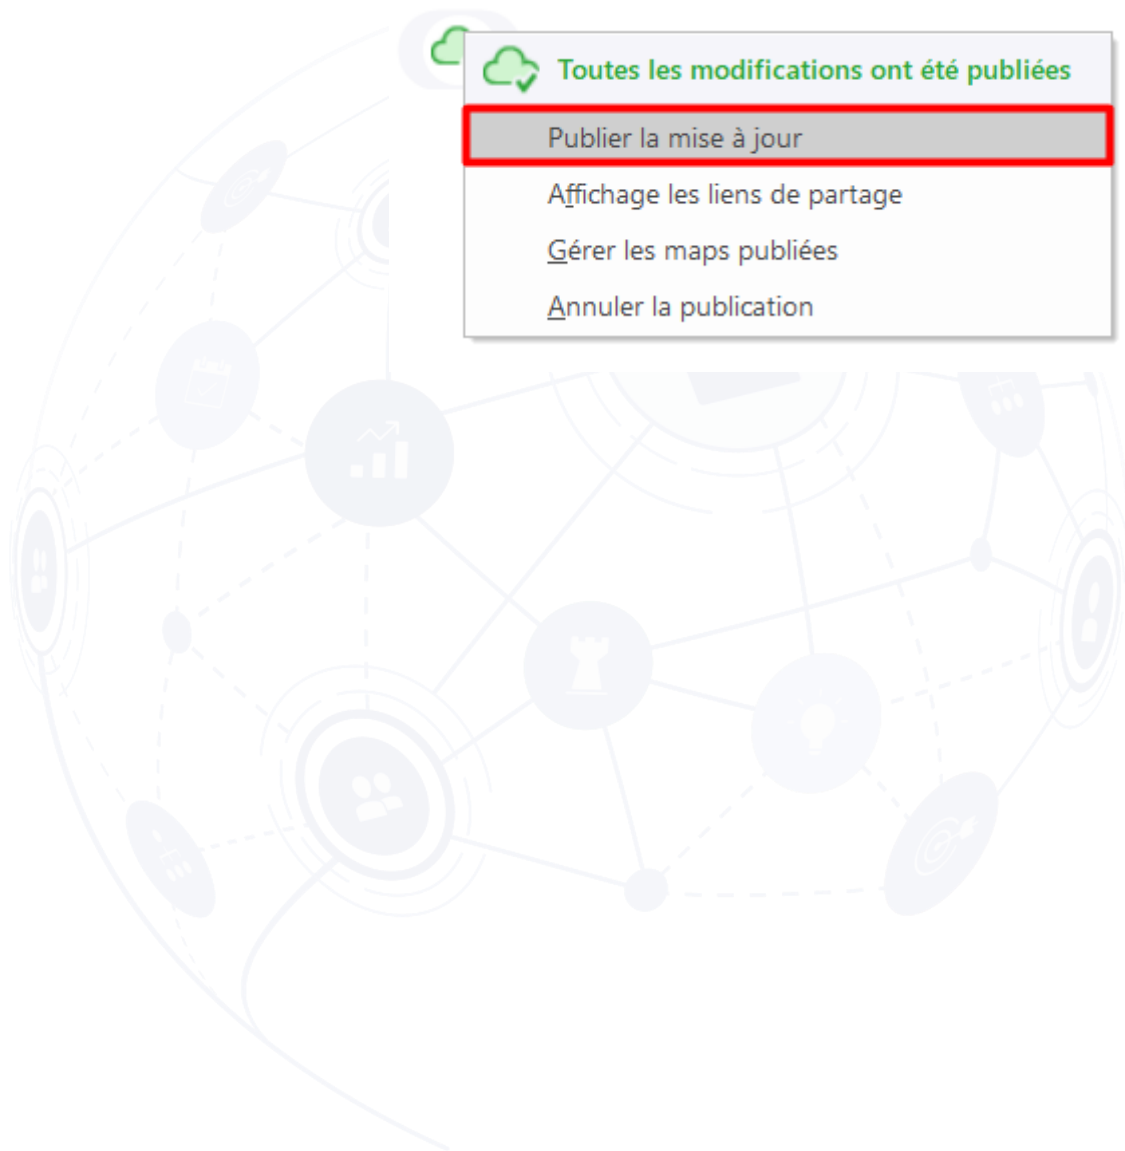 Toutes les modifications ont été publiées
Publier la mise à jour
Affichage les liens de partage
Gérer les maps publiées
Annuler la publication